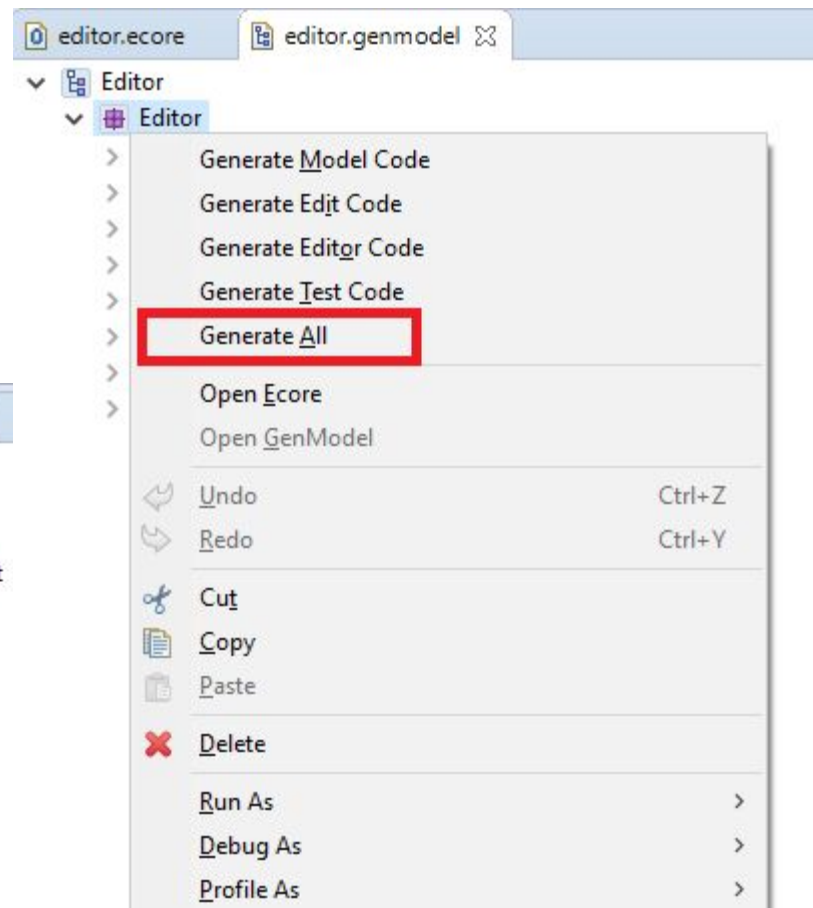 editor.ecore editor.genmodel
Editor
Editor
Generate Model Code
Generate Edit Code
Generate Editor Code
Generate Test Code
Generate All
Open Ecore
Open GenModel
Undo Ctrl+Z
Redo Ctrl+Y
Cut
Copy
Paste
Delete
Run As
Debug As
Profile As